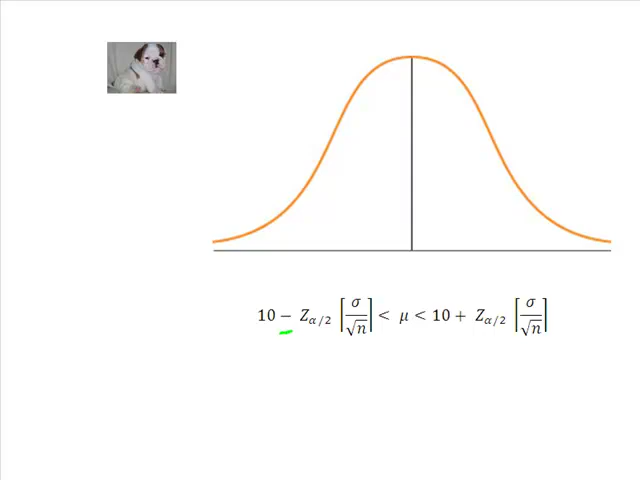 10 − Z_{α/2} [σ/√n] < μ < 10 + Z_{α/2} [σ/√n]